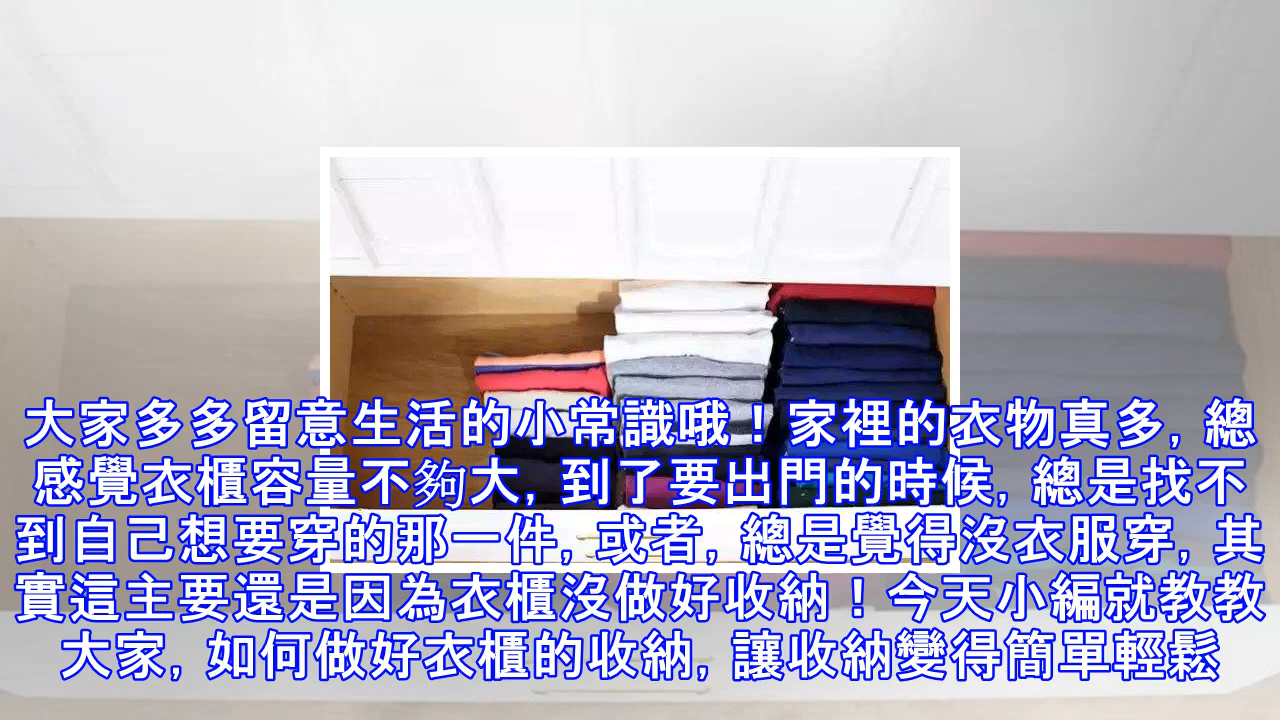 大家多多留意生活的小常識哦！家裡的衣物真多, 總
感覺衣櫃容量不夠大, 到了要出門的時候, 總是找不
到自己想要穿的那一件, 或者, 總是覺得沒衣服穿, 其
實這主要還是因為衣櫃沒做好收納！今天小編就教教
大家, 如何做好衣櫃的收納, 讓收納變得簡單輕鬆